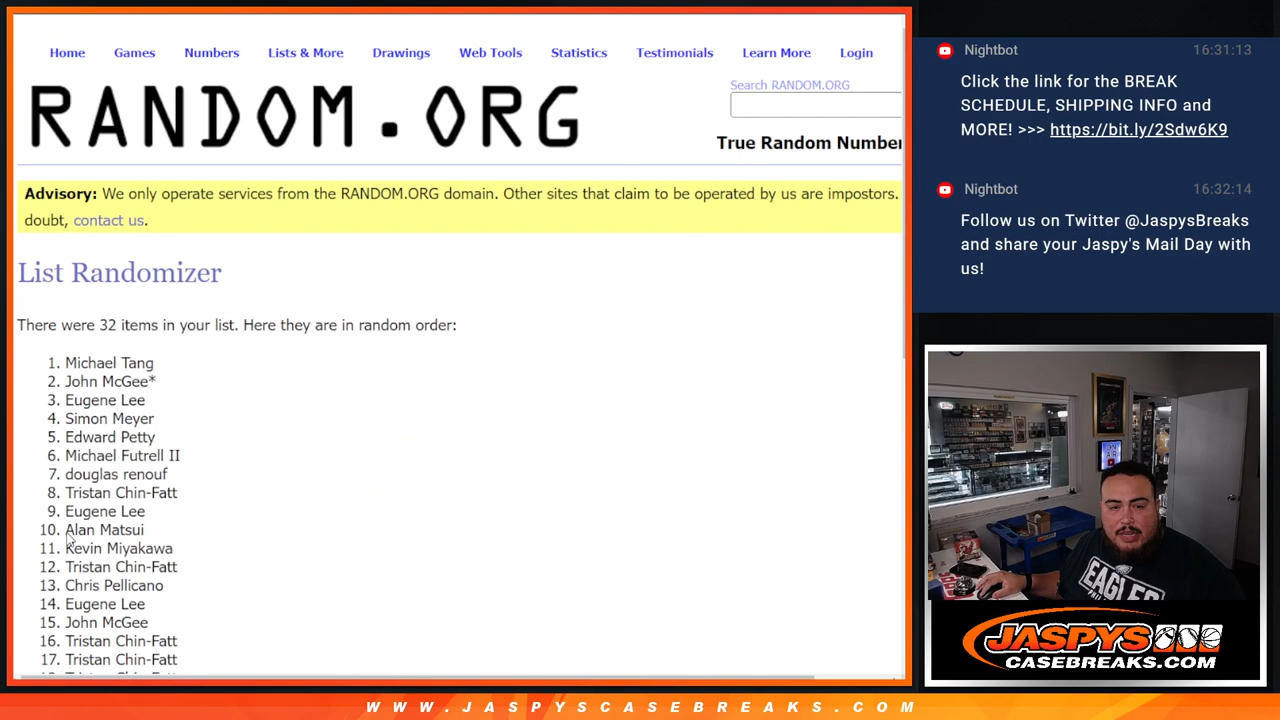 Home Games Numbers Lists & More Drawings Web Tools Statistics Testimonials Learn More Login
Search RANDOM.ORG
RANDOM.ORG
True Random Number
Advisory: We only operate services from the RANDOM.ORG domain. Other sites that claim to be operated by us are impostors.
doubt, contact us.
List Randomizer
There were 32 items in your list. Here they are in random order:
1. Michael Tang
2. John McGee*
3. Eugene Lee
4. Simon Meyer
5. Edward Petty
6. Michael Futrell II
7. douglas renouf
8. Tristan Chin-Fatt
9. Eugene Lee
10. Alan Matsui
11. Kevin Miyakawa
12. Tristan Chin-Fatt
13. Chris Pellicano
14. Eugene Lee
15. John McGee
16. Tristan Chin-Fatt
17. Tristan Chin-Fatt
Nightbot 16:31:13
Click the link for the BREAK
SCHEDULE, SHIPPING INFO and
MORE! >>> https://bit.ly/2Sdw6K9
Nightbot 16:32:14
Follow us on Twitter @JaspysBreaks
and share your Jaspy's Mail Day with
us!
EAGLES
JASPYS
CASEBREAKS.COM
WWW.JASPYSCASEBREAKS.COM